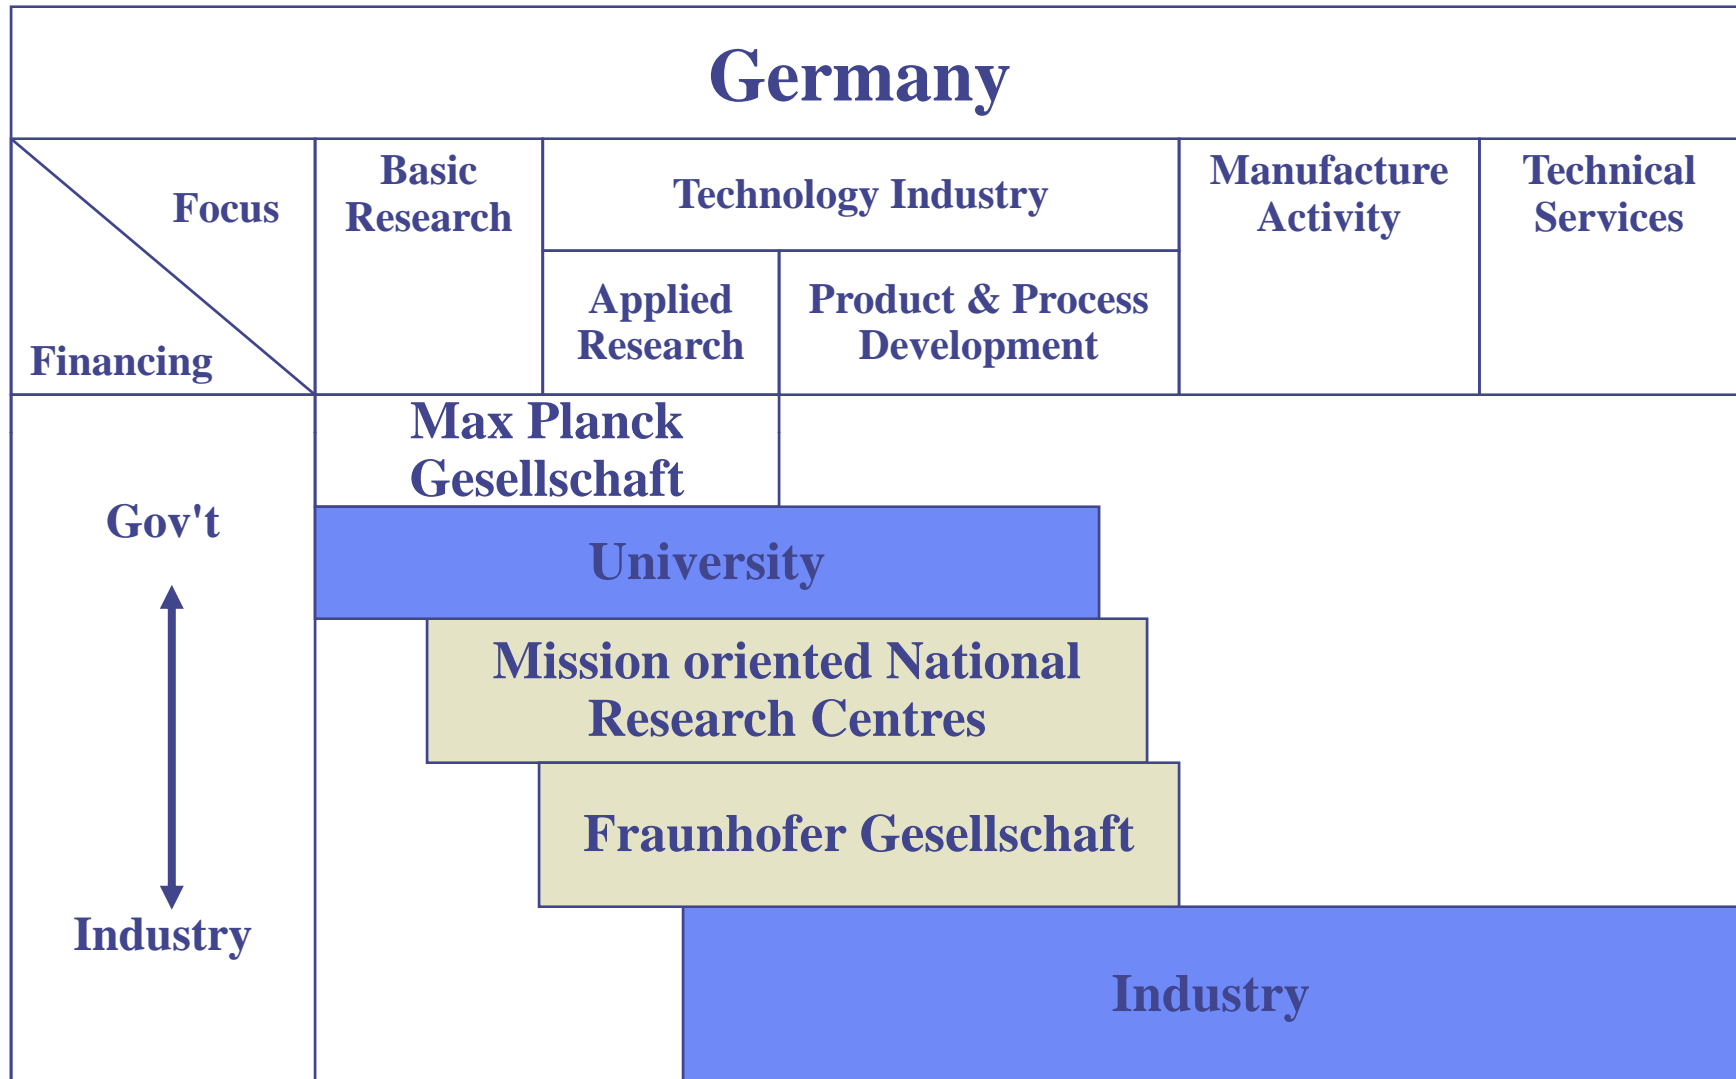 Germany
Focus
Financing
Basic
Research
Technology Industry
Manufacture
Activity
Technical
Services
Applied
Research
Product & Process
Development
Max Planck
Gesellschaft
Gov't
University
Mission oriented National
Research Centres
Fraunhofer Gesellschaft
Industry
Industry